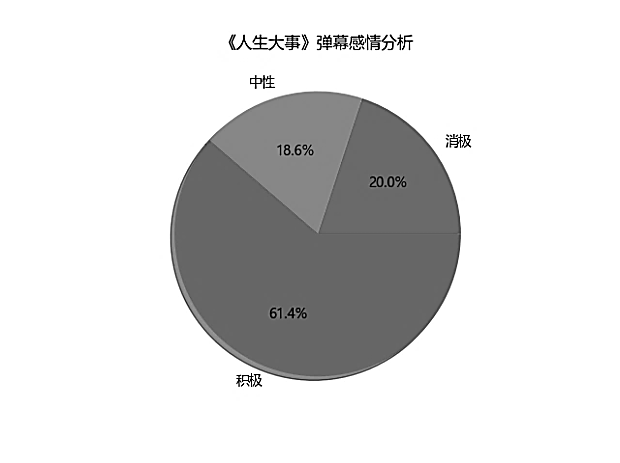 《人生大事》弹幕感情分析
中性
消极
18.6%
20.0%
61.4%
积极